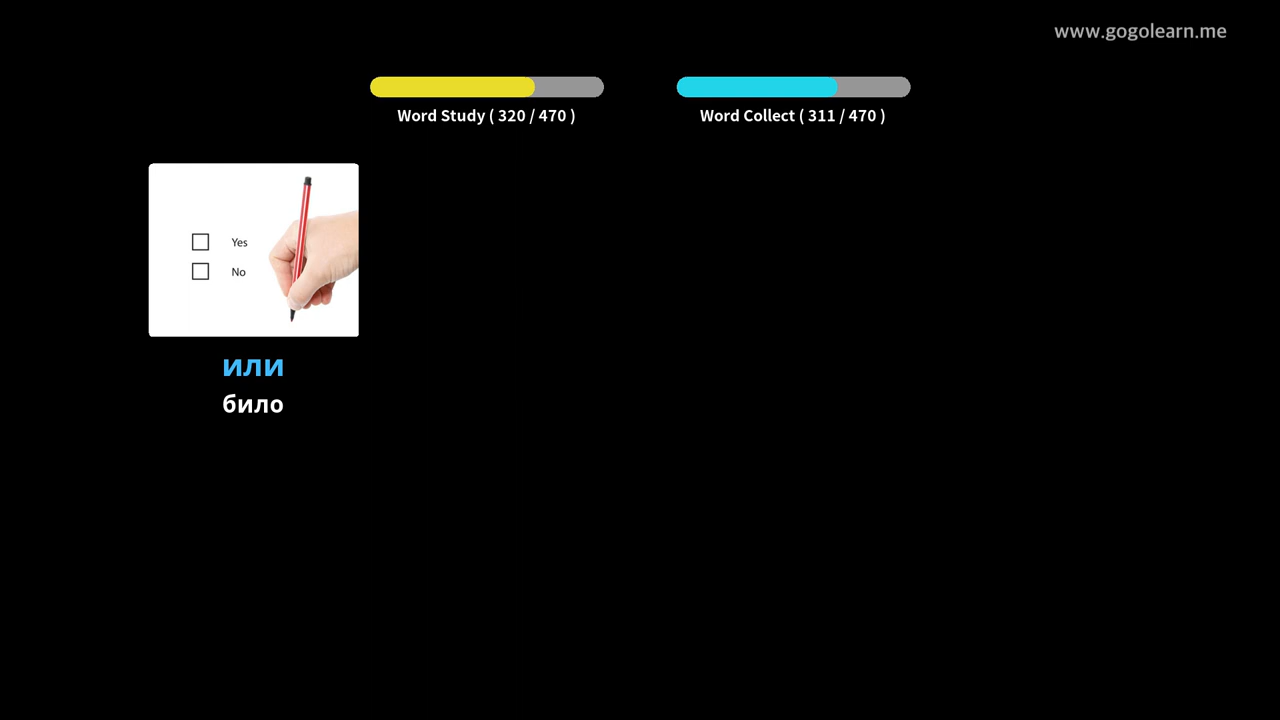 www.gogolearn.me
Word Study ( 320 / 470 )
Word Collect ( 311 / 470 )
Yes
No
или
било